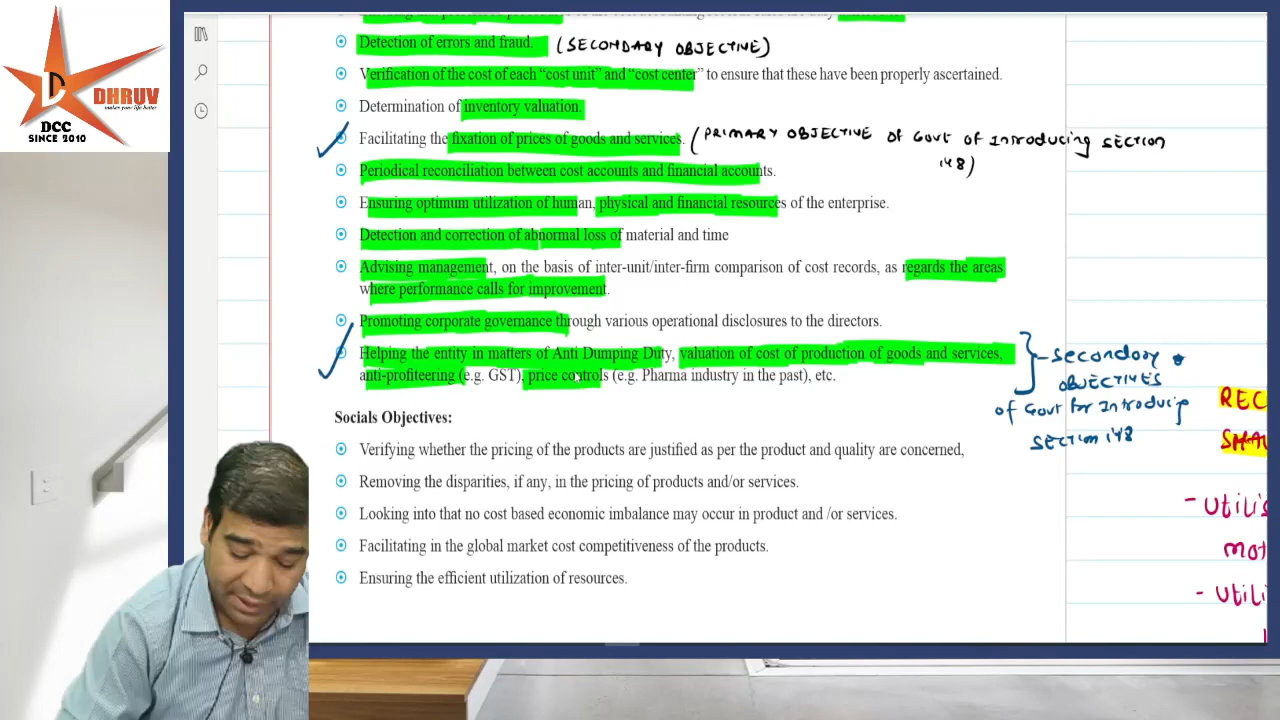 DHRUV
makes your life better
DCC
SINCE 2010
Detection of errors and fraud. (SECONDARY OBJECTIVE)
Verification of the cost of each “cost unit” and “cost center” to ensure that these have been properly ascertained.
Determination of inventory valuation.
Facilitating the fixation of prices of goods and services. (PRIMARY OBJECTIVE OF Govt of Introducing SECTION
148)
Periodical reconciliation between cost accounts and financial accounts.
Ensuring optimum utilization of human, physical and financial resources of the enterprise.
Detection and correction of abnormal loss of material and time
Advising management, on the basis of inter-unit/inter-firm comparison of cost records, as regards the areas
where performance calls for improvement.
Promoting corporate governance through various operational disclosures to the directors.
Helping the entity in matters of Anti Dumping Duty, valuation of cost of production of goods and services,
anti-profiteering (e.g. GST), price controls (e.g. Pharma industry in the past), etc.
secondary
OBJECTIVES
of Govt for Introducing
SECTION 148
REC
Socials Objectives:
Verifying whether the pricing of the products are justified as per the product and quality are concerned,
Removing the disparities, if any, in the pricing of products and/or services.
Looking into that no cost based economic imbalance may occur in product and /or services.
Facilitating in the global market cost competitiveness of the products.
Ensuring the efficient utilization of resources.
- Utilis
mat
- Utili